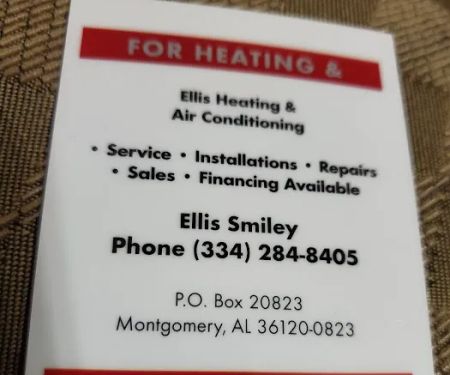 FOR HEATING &
Ellis Heating &
Air Conditioning
• Service • Installations • Repairs
• Sales • Financing Available
Ellis Smiley
Phone (334) 284-8405
P.O. Box 20823
Montgomery, AL 36120-0823